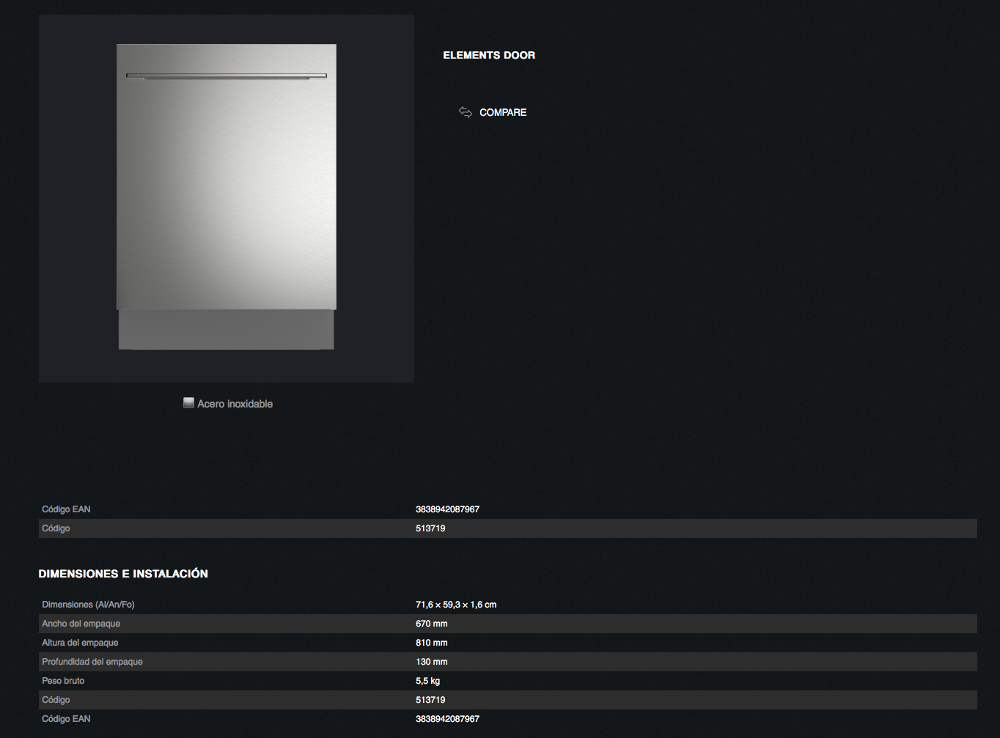 ELEMENTS DOOR
COMPARE
Acero inoxidable
Código EAN 3838942087967
Código 513719
DIMENSIONES E INSTALACIÓN
Dimensiones (Al/An/Fo) 71,6 × 59,3 × 1,6 cm
Ancho del empaque 670 mm
Altura del empaque 810 mm
Profundidad del empaque 130 mm
Peso bruto 5,5 kg
Código 513719
Código EAN 3838942087967